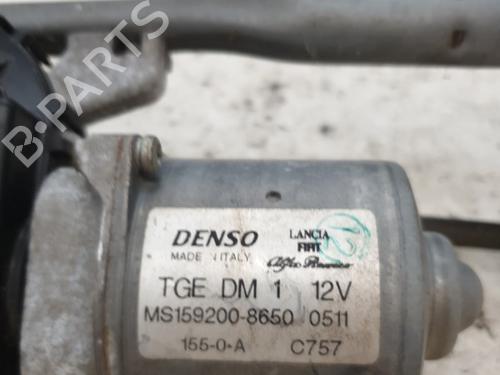 B-PARTS
DENSO
MADE IN ITALY
LANCIA
FIAT
Alfa Romeo
TGE DM 1 12V
MS159200-8650 0511
155-0-A C757